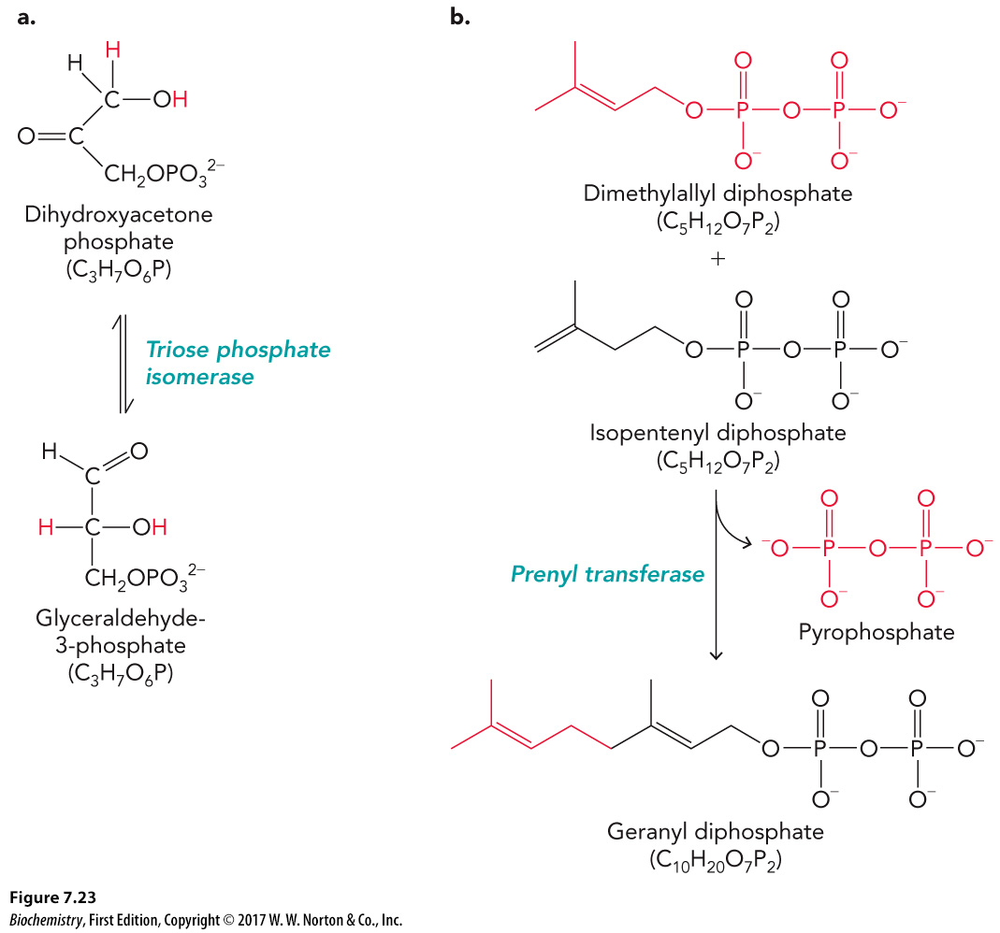 a.
H
H
C—OH
O=C
CH₂OPO₃²⁻
Dihydroxyacetone
phosphate
(C₃H₇O₆P)
Triose phosphate
isomerase
H
O
C
H—C—OH
CH₂OPO₃²⁻
Glyceraldehyde-
3-phosphate
(C₃H₇O₆P)
b.
O O
O—P—O—P—O⁻
O⁻ O⁻
Dimethylallyl diphosphate
(C₅H₁₂O₇P₂)
+
O O
O—P—O—P—O⁻
O⁻ O⁻
Isopentenyl diphosphate
(C₅H₁₂O₇P₂)
O O
⁻O—P—O—P—O⁻
O⁻ O⁻
Pyrophosphate
Prenyl transferase
O O
O—P—O—P—O⁻
O⁻ O⁻
Geranyl diphosphate
(C₁₀H₂₀O₇P₂)
Figure 7.23
Biochemistry, First Edition, Copyright © 2017 W. W. Norton & Co., Inc.